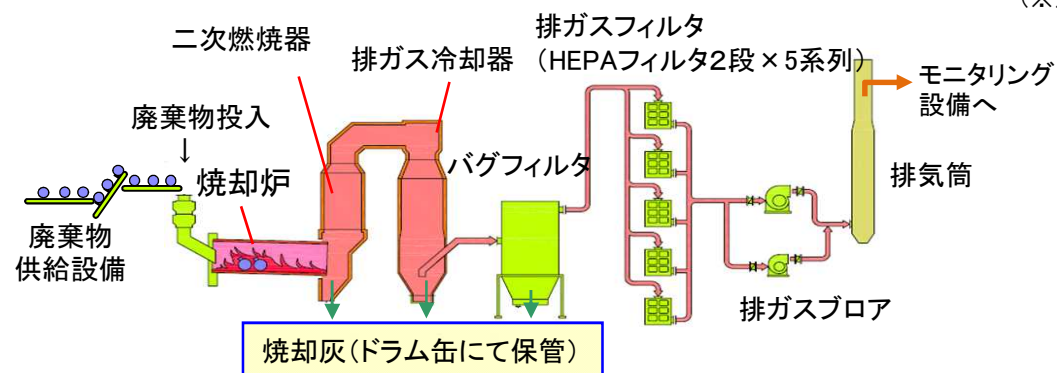 (※
二次燃焼器
排ガスフィルタ
排ガス冷却器
(HEPAフィルタ2段×5系列)
モニタリング
設備へ
廃棄物投入
↓
焼却炉
バグフィルタ
排気筒
廃棄物
供給設備
排ガスブロア
焼却灰(ドラム缶にて保管)